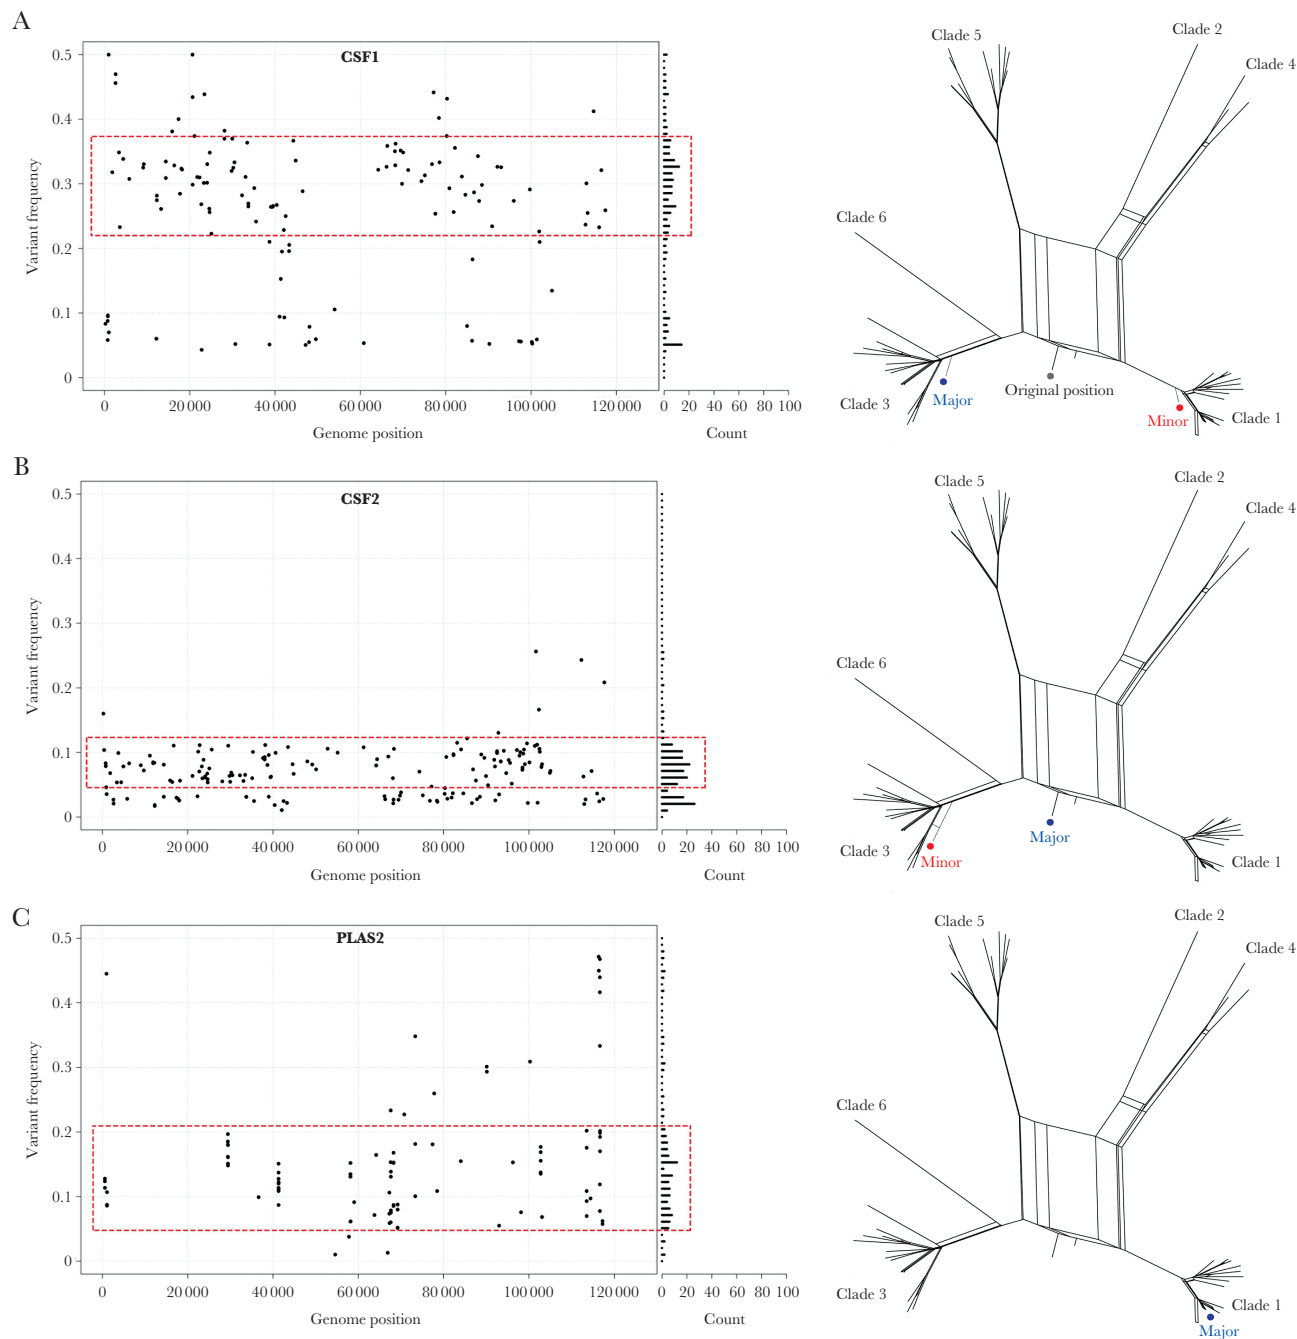 A
CSF1
Variant frequency
0.5
0.4
0.3
0.2
0.1
0
0 20 000 40 000 60 000 80 000 100 000 120 000
Genome position
0 20 40 60 80 100
Count
Clade 5
Clade 2
Clade 4
Clade 6
Clade 3
Major
Original position
Minor
Clade 1
B
CSF2
Variant frequency
0.5
0.4
0.3
0.2
0.1
0
0 20 000 40 000 60 000 80 000 100 000 120 000
Genome position
0 20 40 60 80 100
Count
Clade 5
Clade 2
Clade 4
Clade 6
Clade 3
Minor
Major
Clade 1
C
PLAS2
Variant frequency
0.5
0.4
0.3
0.2
0.1
0
0 20 000 40 000 60 000 80 000 100 000 120 000
Genome position
0 20 40 60 80 100
Count
Clade 5
Clade 2
Clade 4
Clade 6
Clade 3
Clade 1
Major